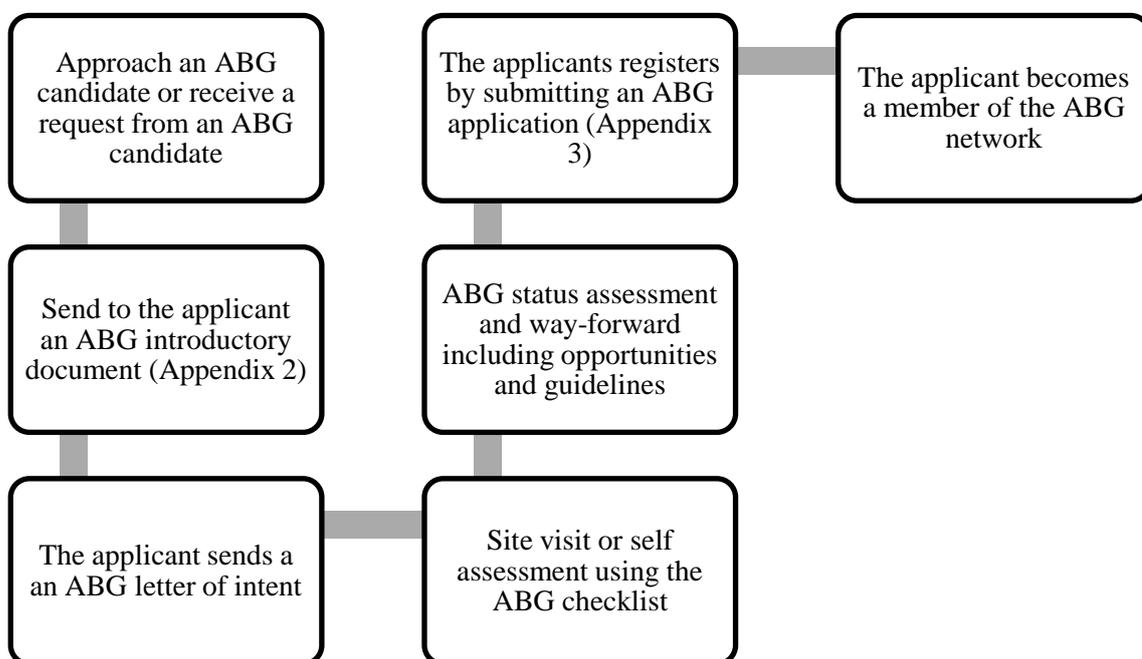 Approach an ABG
candidate or receive a
request from an ABG
candidate
Send to the applicant
an ABG introductory
document (Appendix 2)
The applicant sends a
an ABG letter of intent
Site visit or self
assessment using the
ABG checklist
ABG status assessment
and way-forward
including opportunities
and guidelines
The applicants registers
by submitting an ABG
application (Appendix
3)
The applicant becomes
a member of the ABG
network